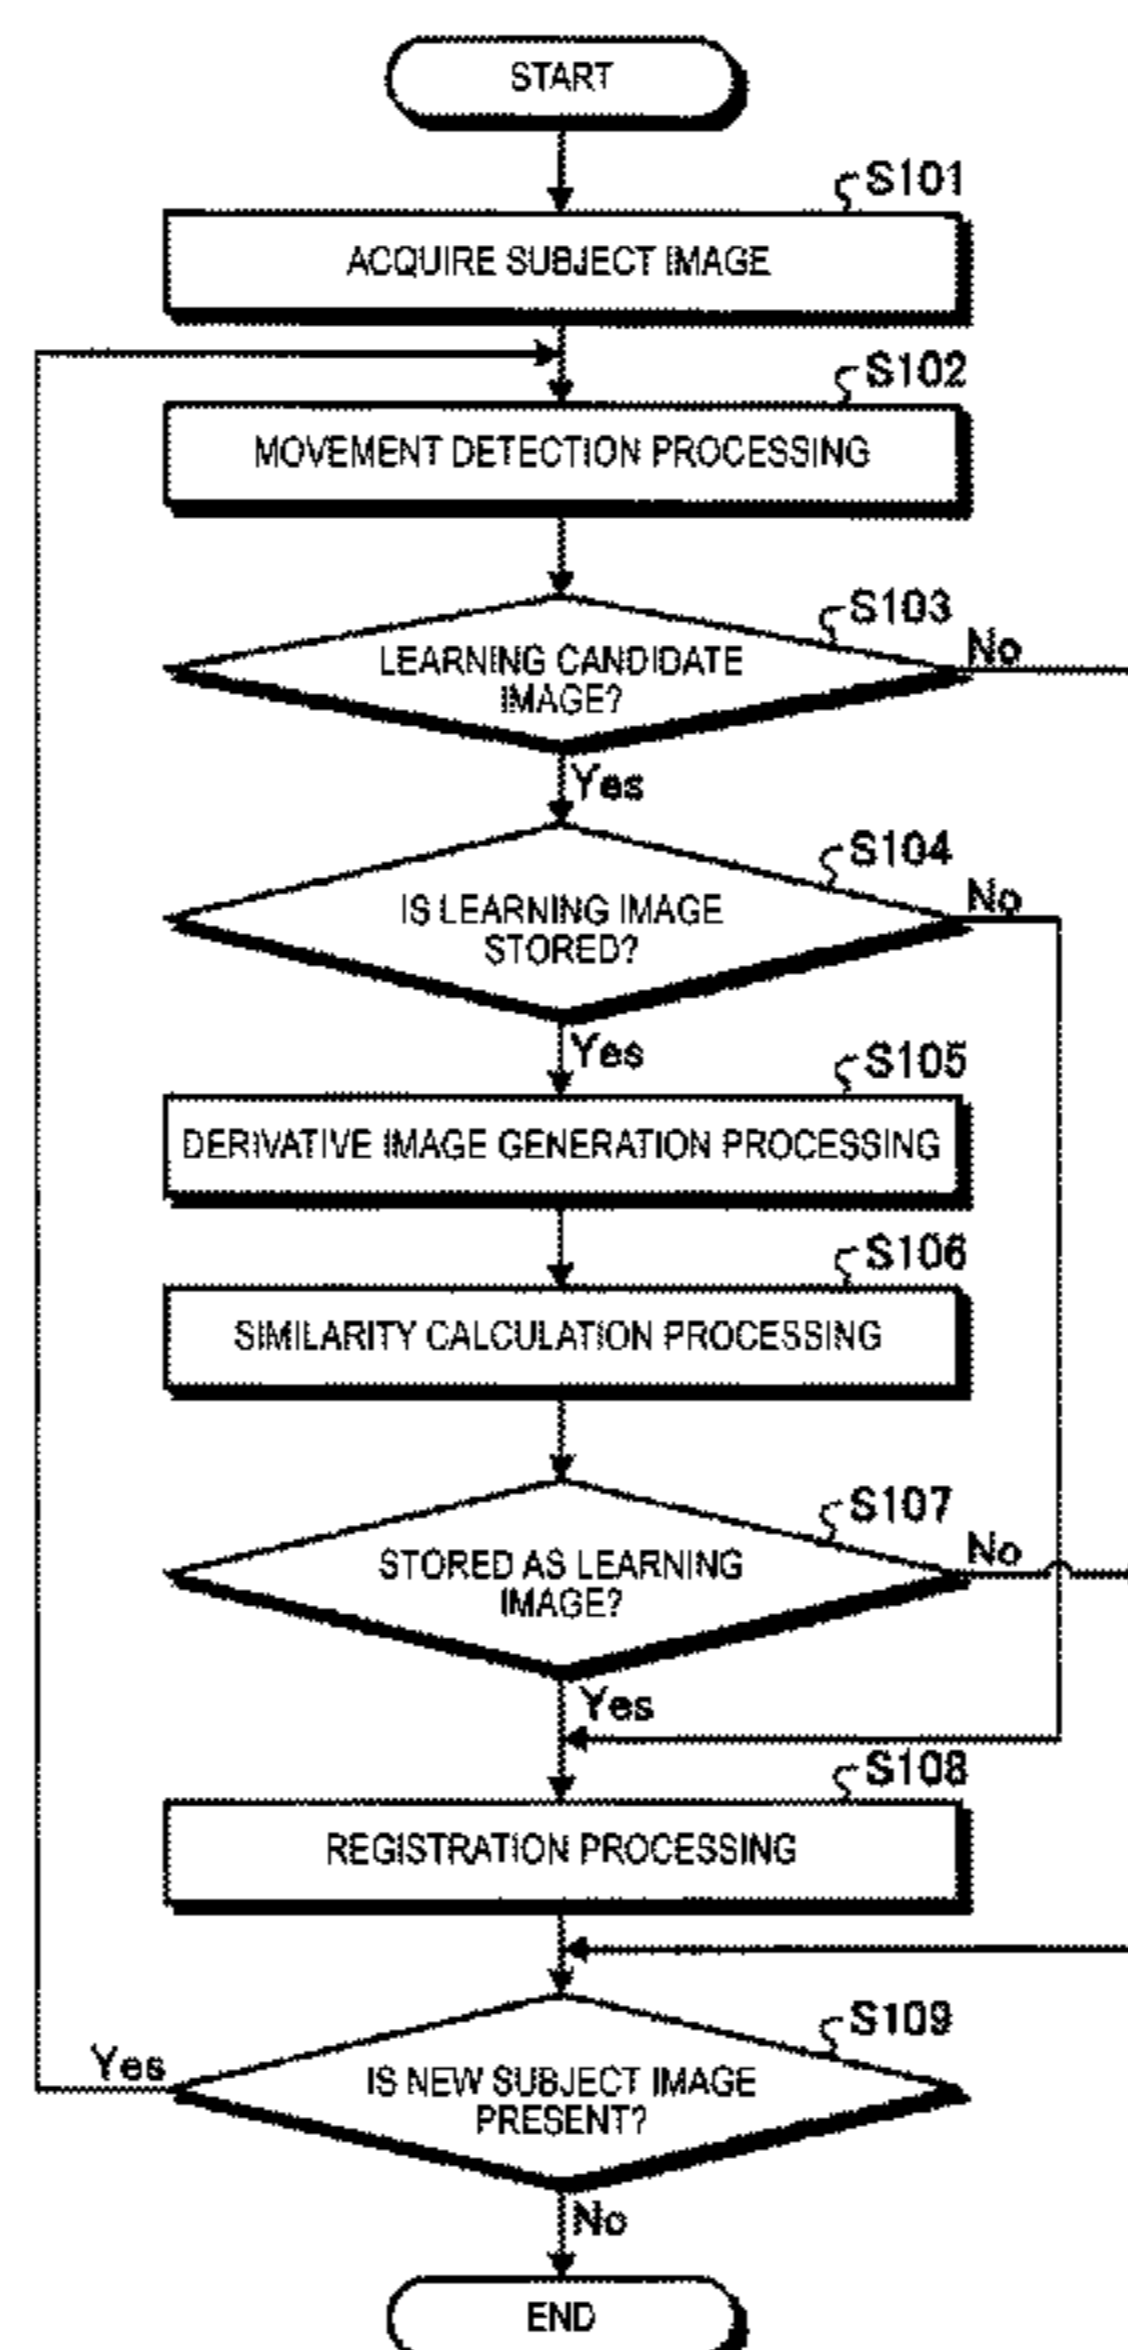 START
S101
ACQUIRE SUBJECT IMAGE
S102
MOVEMENT DETECTION PROCESSING
S103
LEARNING CANDIDATE
IMAGE?
No
Yes
S104
IS LEARNING IMAGE
STORED?
No
Yes
S105
DERIVATIVE IMAGE GENERATION PROCESSING
S106
SIMILARITY CALCULATION PROCESSING
S107
STORED AS LEARNING
IMAGE?
No
Yes
S108
REGISTRATION PROCESSING
S109
Yes
IS NEW SUBJECT IMAGE
PRESENT?
No
END